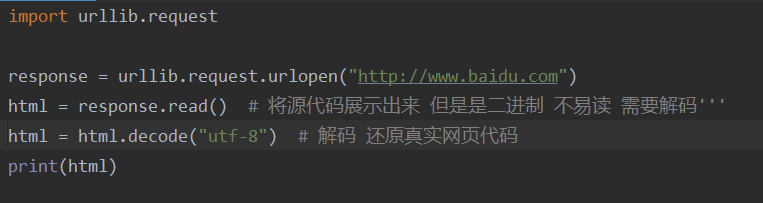 import urllib.request
response = urllib.request.urlopen("http://www.baidu.com")
html = response.read()  # 将源代码展示出来 但是是二进制 不易读 需要解码'''
html = html.decode("utf-8")  # 解码 还原真实网页代码
print(html)